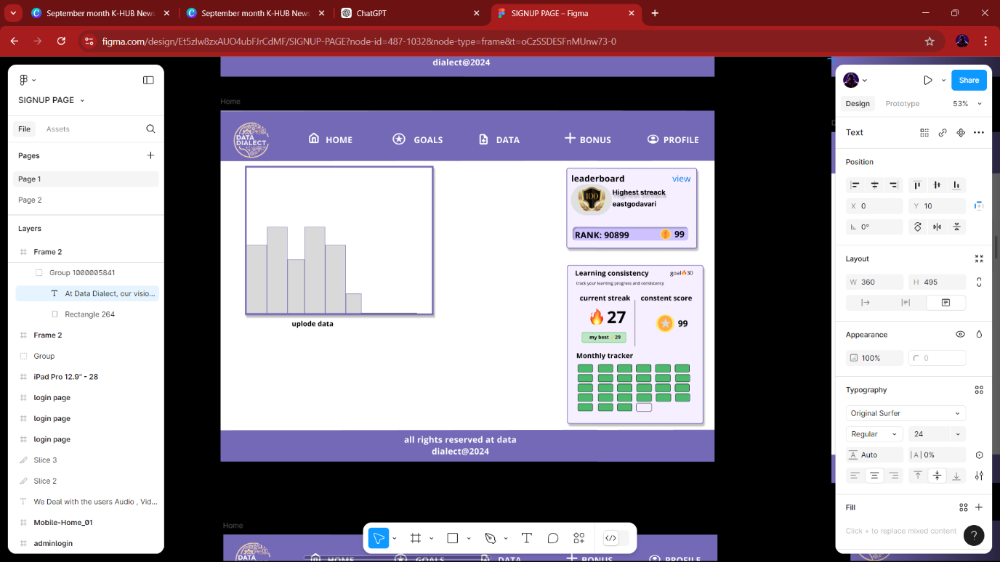 September month K-HUB News
September month K-HUB News
ChatGPT
SIGNUP PAGE – Figma
figma.com/design/Et5zIw8zxAUO4ubFJrCdMF/SIGNUP-PAGE?node-id=487-1032&node-type=frame&t=oCzSSDESFnMUnw73-0
SIGNUP PAGE
File
Assets
Pages
Page 1
Page 2
Layers
Frame 2
Group 1000005841
At Data Dialect, our visio...
Rectangle 264
Frame 2
Group
iPad Pro 12.9" - 28
login page
login page
login page
Slice 3
Slice 2
We Deal with the users Audio , Vid...
Mobile-Home_01
adminlogin
dialect@2024
Home
DATA
DIALECT
HOME
GOALS
DATA
BONUS
PROFILE
uplode data
leaderboard
view
100
Highest streack
eastgodavari
RANK: 90899
99
Learning consistency
goal🔥30
track your learning progress and consistency
current streak
constent score
27
99
my best 29
Monthly tracker
all rights reserved at data
dialect@2024
Home
DATA
HOME
GOALS
DATA
BONUS
PROFILE
Share
Design
Prototype
53%
Text
Position
X 0
Y 10
0°
Layout
W 360
H 495
Appearance
100%
0
Typography
Original Surfer
Regular
24
Auto
|A| 0%
Fill
Click + to replace mixed content
?